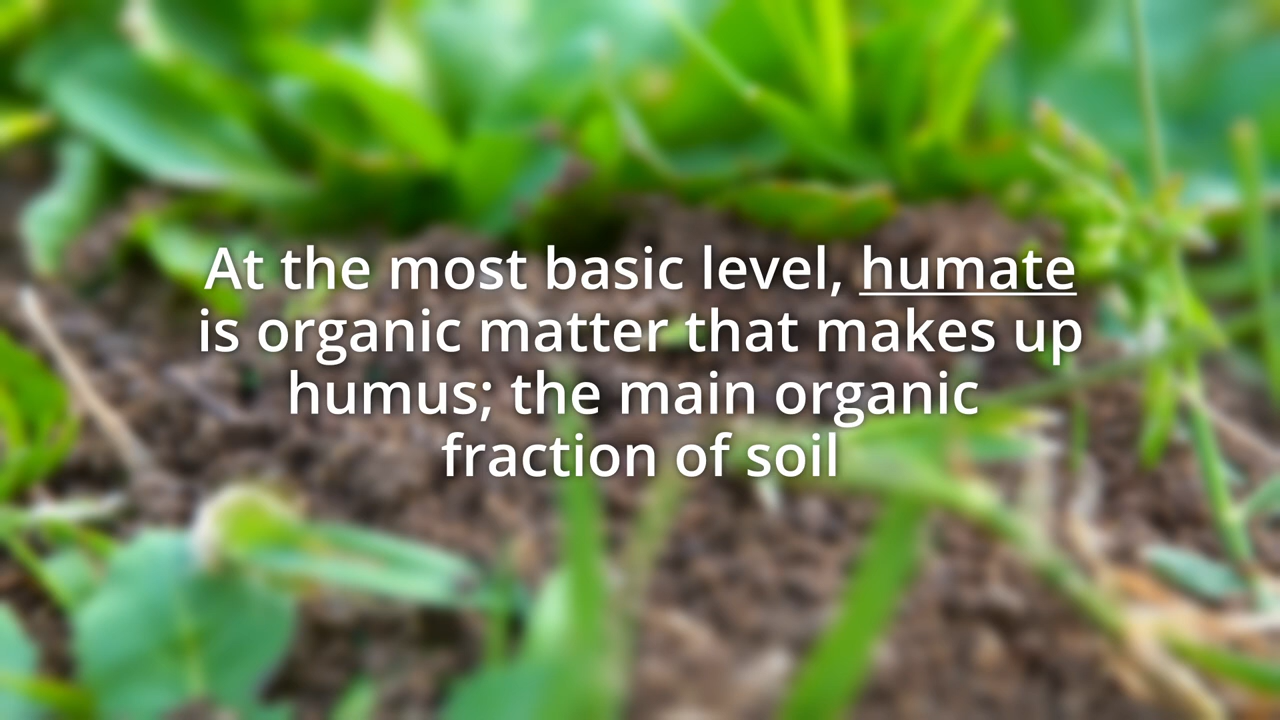 At the most basic level, humate
is organic matter that makes up
humus; the main organic
fraction of soil